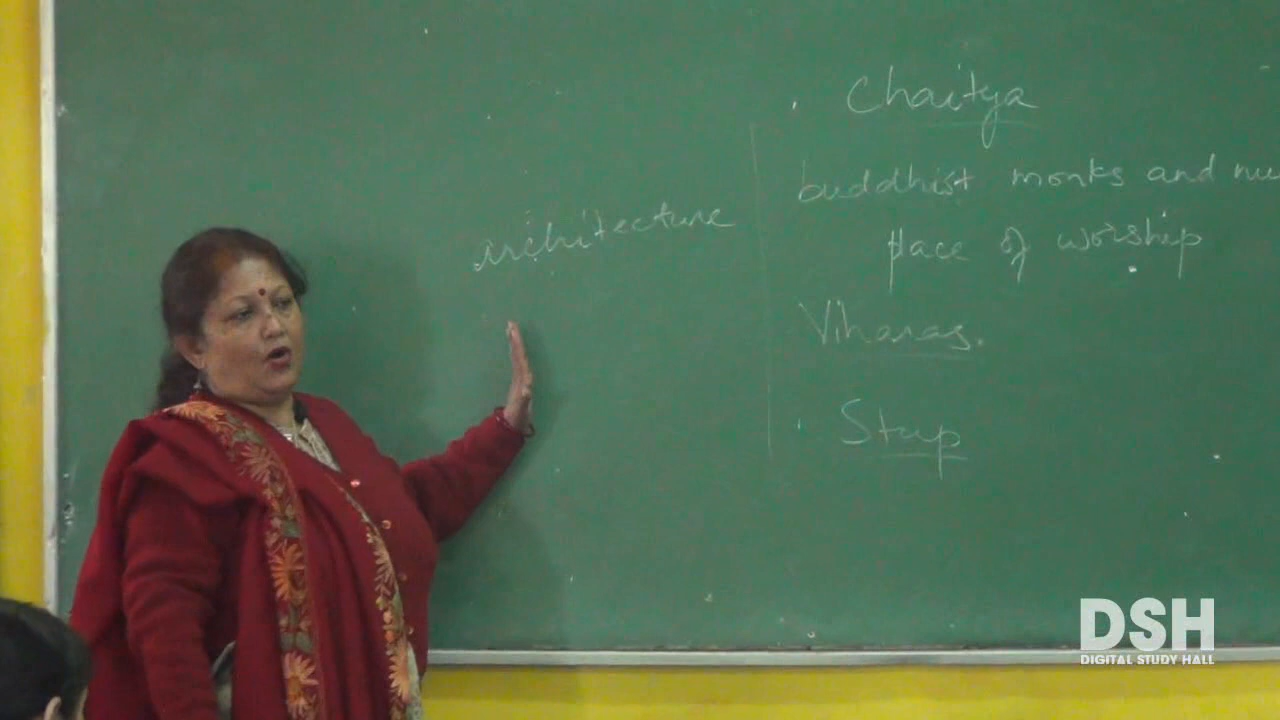 architecture
Chaitya
buddhist monks and nu
place of worship
Viharas.
Stup
DSH
DIGITAL STUDY HALL